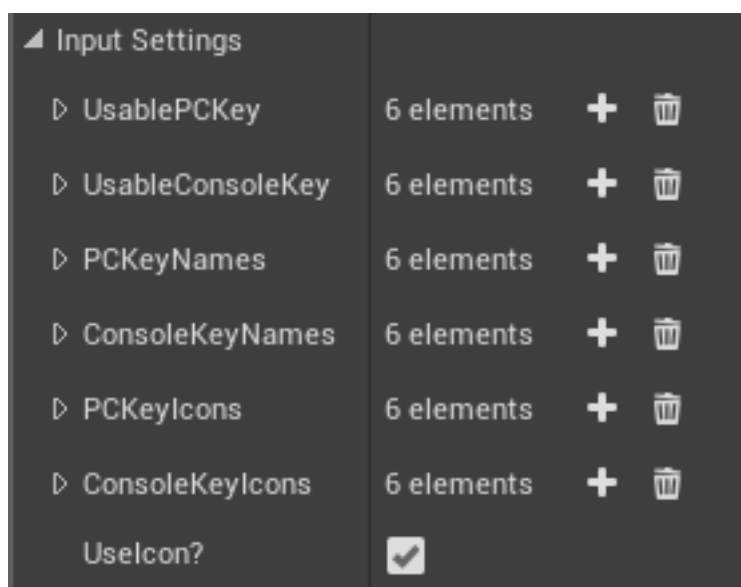 Input Settings
UsablePCKey 6 elements
UsableConsoleKey 6 elements
PCKeyNames 6 elements
ConsoleKeyNames 6 elements
PCKeyIcons 6 elements
ConsoleKeyIcons 6 elements
UseIcon?